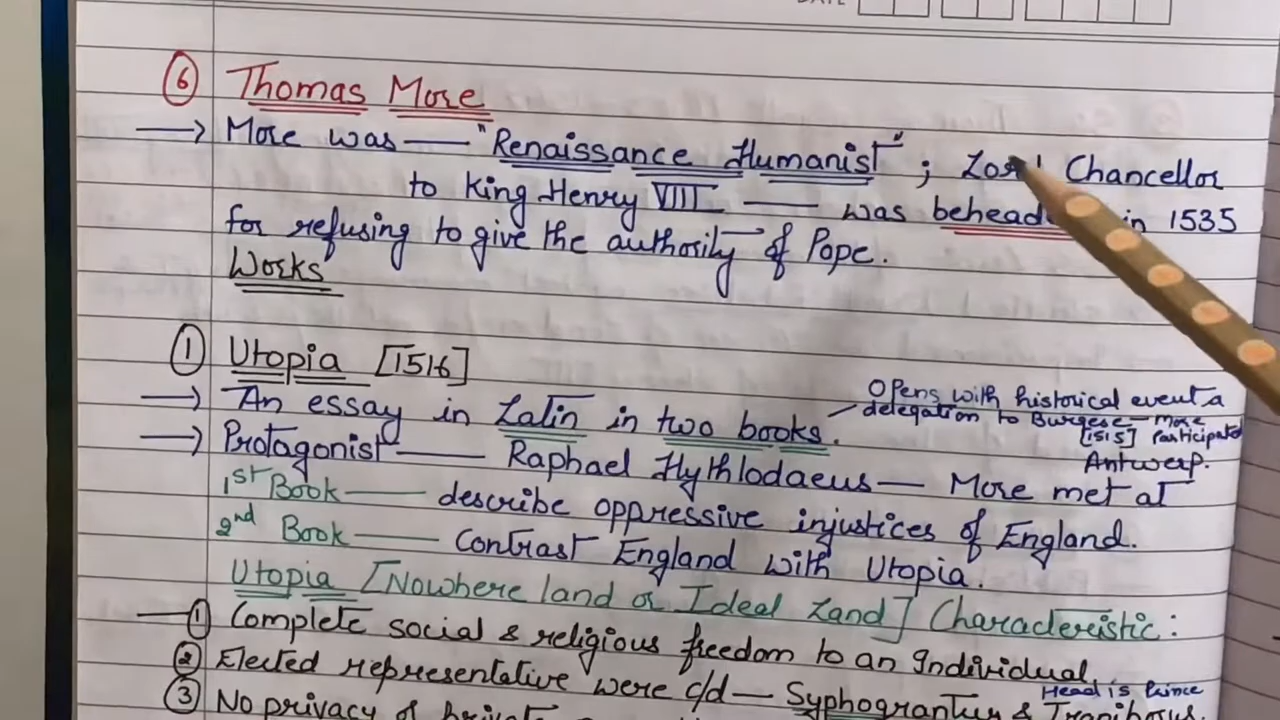 DATE
⑥ Thomas More
→ More was — "Renaissance Humanist" ; Lord Chancellor
to King Henry VIII — was beheaded in 1535
for refusing to give the authority of Pope.
Works
① Utopia [1516]
→ An essay in Latin in two books.
Opens with historical event a
delegation to Burgese – More
[1515] Participated
→ Protagonist — Raphael Hythlodaeus — More met at
Antwerp.
1st Book — describe oppressive injustices of England.
2nd Book — Contrast England with Utopia.
Utopia [Nowhere land or Ideal Land] Characteristic:
→ ① Complete social & religious freedom to an Individual
② Elected representative were c/d — Syphograntus & Traniborus
Head is Prince
③ No privacy of